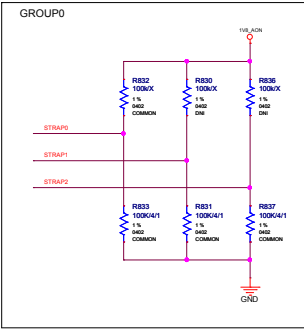 GROUP0
1V8_AON
R832
100k/X
1 %
0402
COMMON
R830
100k/X
1 %
0402
DNI
R836
100k/X
1 %
0402
DNI
STRAP0
STRAP1
STRAP2
R833
100K/4/1
1 %
0402
COMMON
R831
100K/4/1
1 %
0402
COMMON
R837
100K/4/1
1 %
0402
COMMON
GND